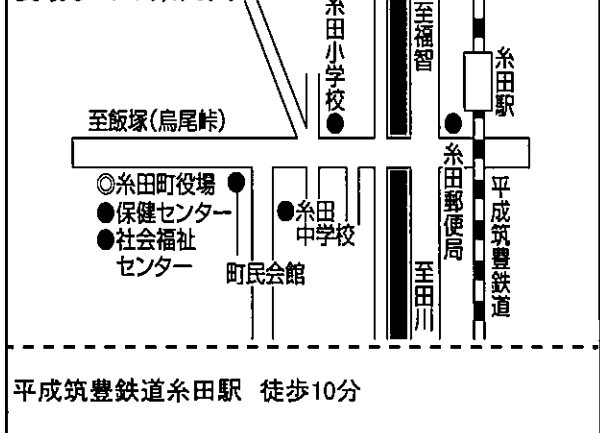 糸田小学校
至福智
糸田駅
至飯塚(烏尾峠)
◎糸田町役場
●保健センター
●社会福祉
センター
町民会館
●糸田
中学校
糸田郵便局
平成筑豊鉄道
至田川
平成筑豊鉄道糸田駅 徒歩10分